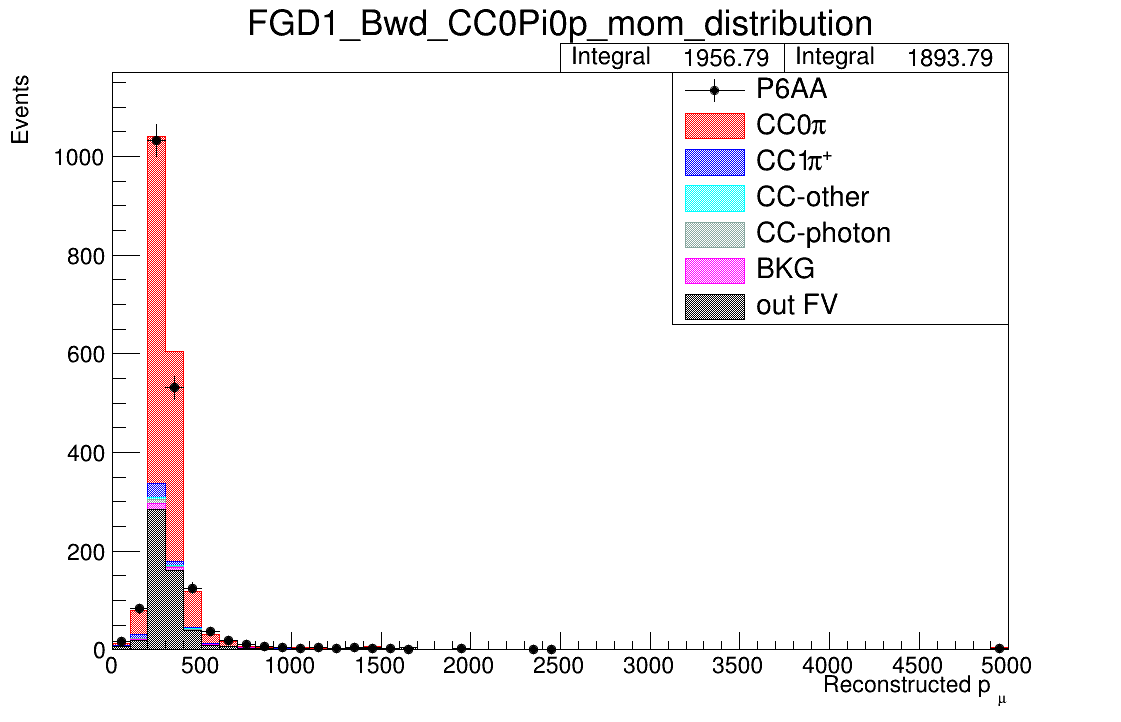 FGD1_Bwd_CC0Pi0p_mom_distribution
Integral 1956.79 Integral 1893.79
P6AA
CC0π
CC1π⁺
CC-other
CC-photon
BKG
out FV
Events
1000
800
600
400
200
0
0 500 1000 1500 2000 2500 3000 3500 4000 4500 5000
Reconstructed p μ